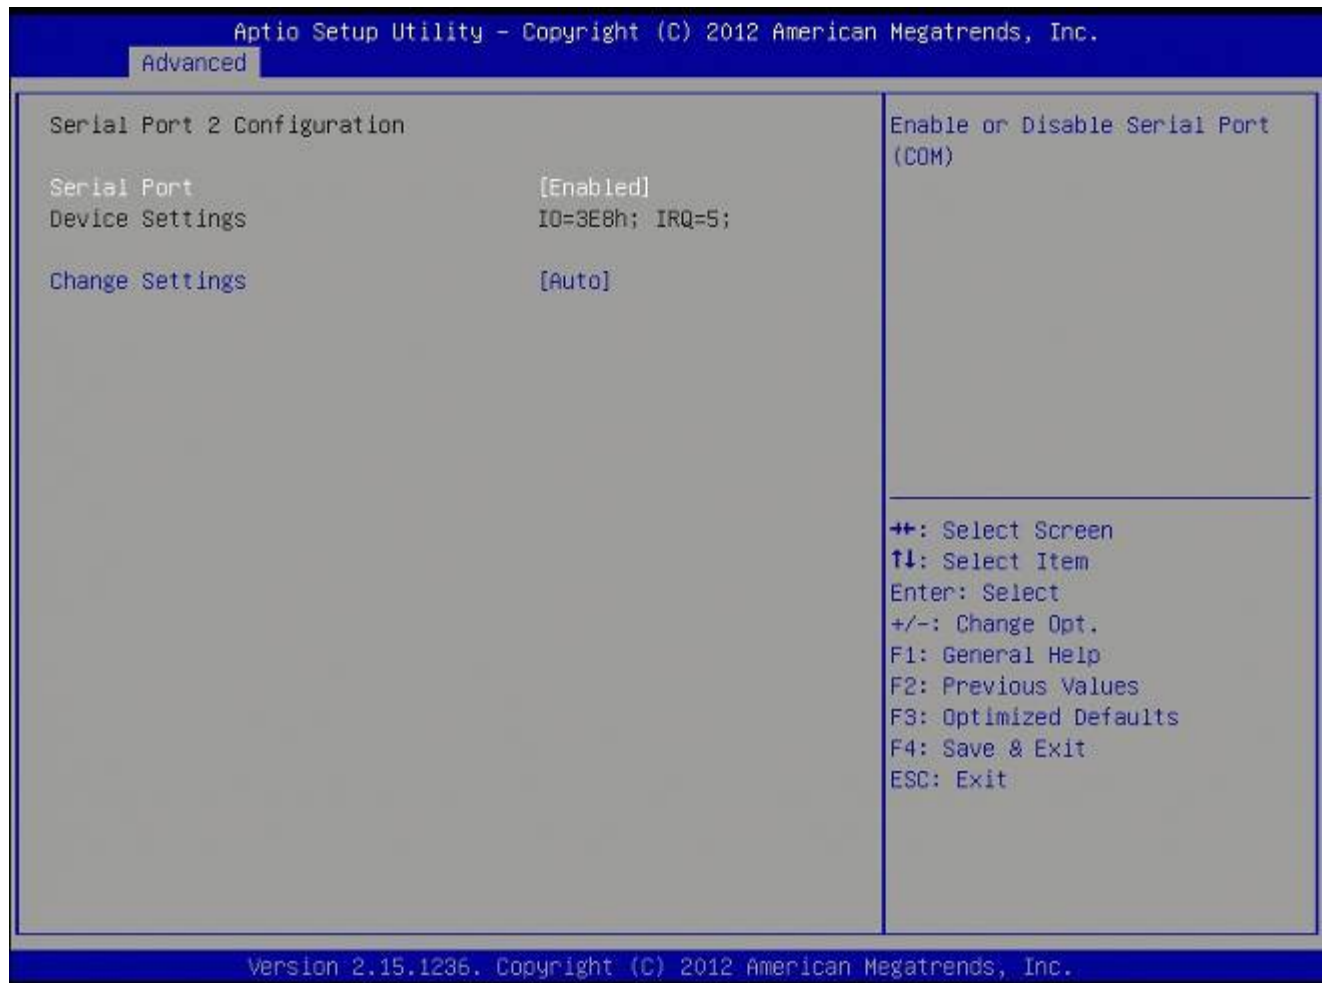 Aptio Setup Utility – Copyright (C) 2012 American Megatrends, Inc.
Advanced
Serial Port 2 Configuration
Serial Port [Enabled]
Device Settings IO=3E8h; IRQ=5;
Change Settings [Auto]
Enable or Disable Serial Port
(COM)
→←: Select Screen
↑↓: Select Item
Enter: Select
+/-: Change Opt.
F1: General Help
F2: Previous Values
F3: Optimized Defaults
F4: Save & Exit
ESC: Exit
Version 2.15.1236. Copyright (C) 2012 American Megatrends, Inc.